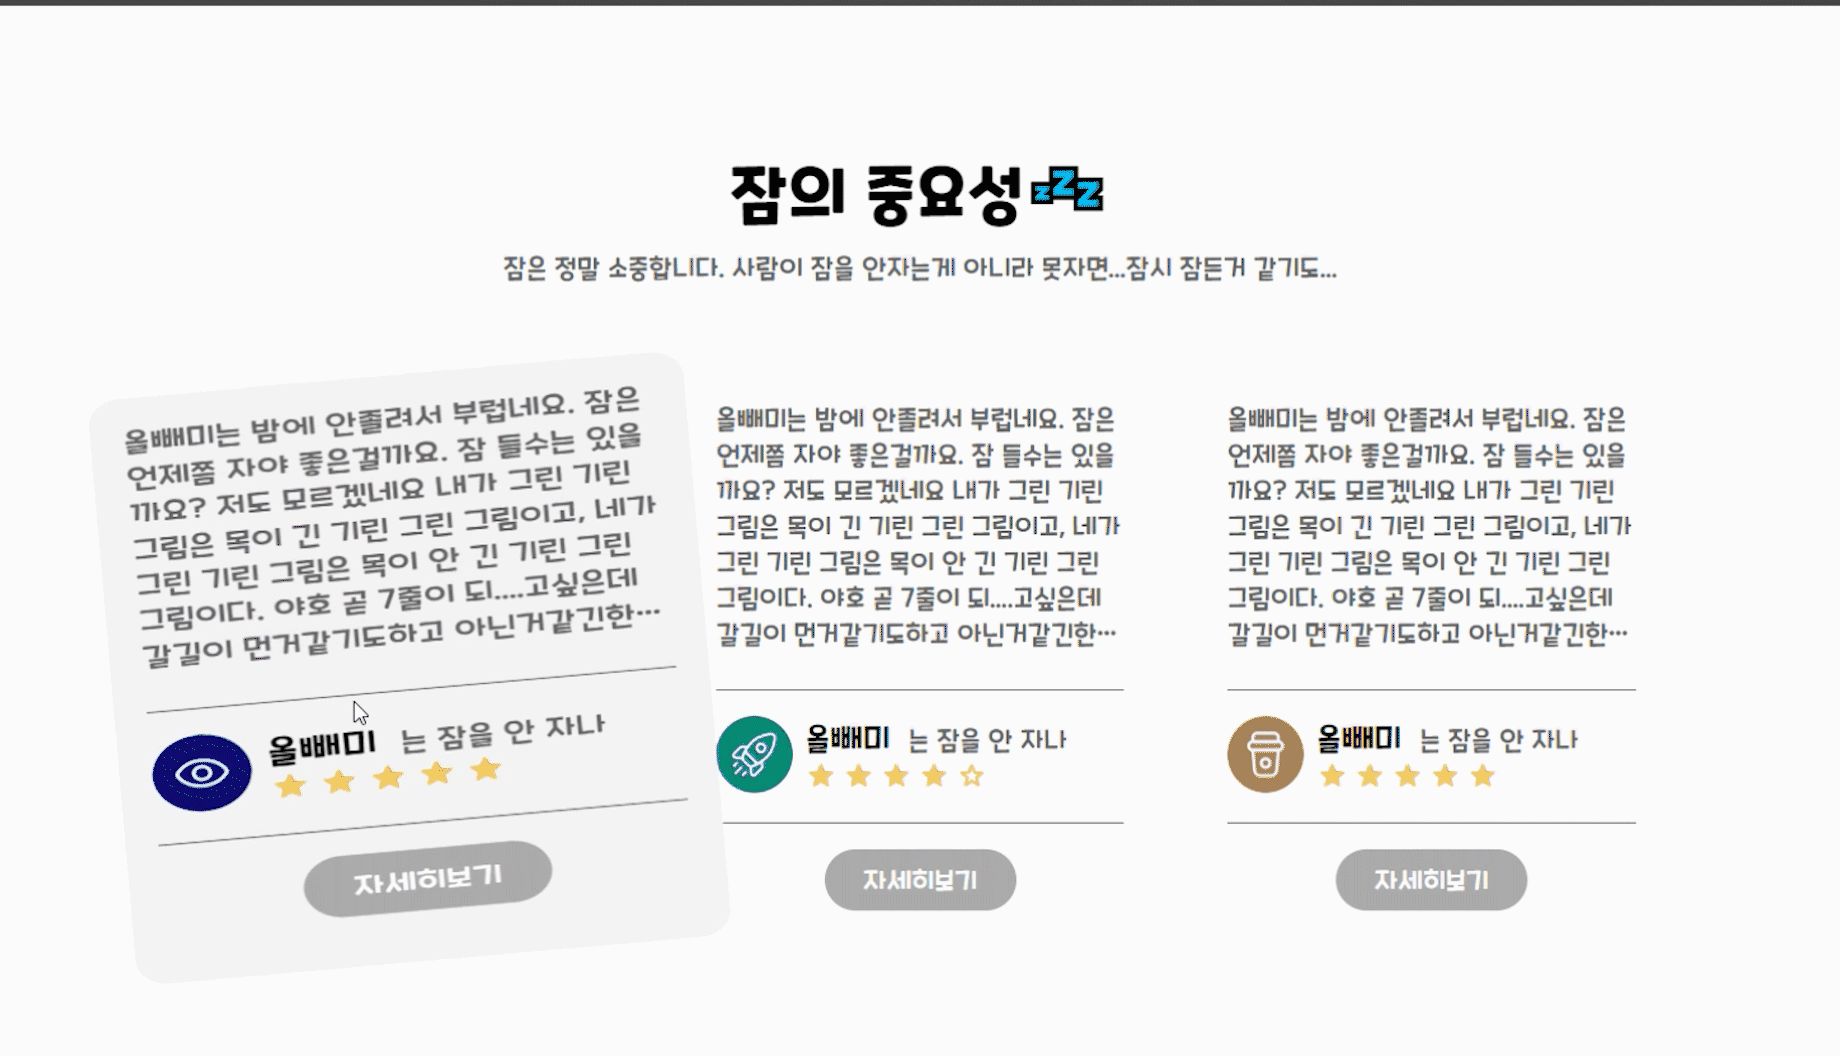 잠의 중요성💤
잠은 정말 소중합니다. 사람이 잠을 안자는게 아니라 못자면...잠시 잠든거 같기도...
올빼미는 밤에 안졸려서 부럽네요. 잠은
언제쯤 자야 좋은걸까요. 잠 들수는 있을
까요? 저도 모르겠네요 내가 그린 기린
그림은 목이 긴 기린 그린 그림이고, 네가
그린 기린 그림은 목이 안 긴 기린 그린
그림이다. 야호 곧 7줄이 되....고싶은데
갈길이 먼거같기도하고 아닌거같긴한…
올빼미 는 잠을 안 자나
자세히보기
올빼미는 밤에 안졸려서 부럽네요. 잠은
언제쯤 자야 좋은걸까요. 잠 들수는 있을
까요? 저도 모르겠네요 내가 그린 기린
그림은 목이 긴 기린 그린 그림이고, 네가
그린 기린 그림은 목이 안 긴 기린 그린
그림이다. 야호 곧 7줄이 되....고싶은데
갈길이 먼거같기도하고 아닌거같긴한…
올빼미 는 잠을 안 자나
자세히보기
올빼미는 밤에 안졸려서 부럽네요. 잠은
언제쯤 자야 좋은걸까요. 잠 들수는 있을
까요? 저도 모르겠네요 내가 그린 기린
그림은 목이 긴 기린 그린 그림이고, 네가
그린 기린 그림은 목이 안 긴 기린 그린
그림이다. 야호 곧 7줄이 되....고싶은데
갈길이 먼거같기도하고 아닌거같긴한…
올빼미 는 잠을 안 자나
자세히보기